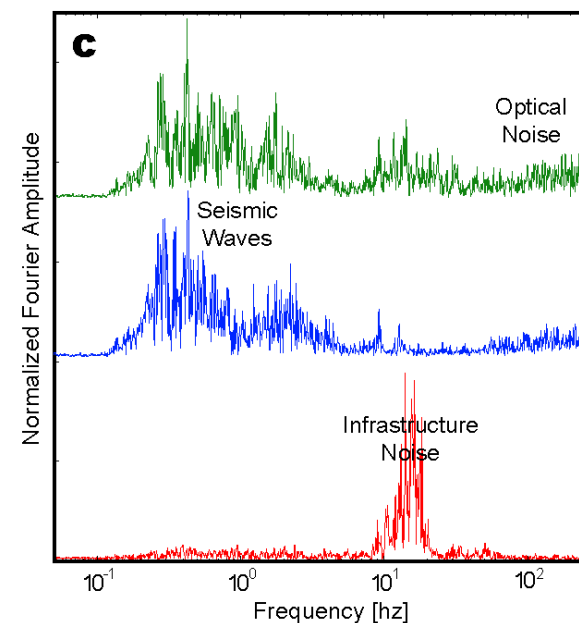 c
Optical
Noise
Seismic
Waves
Infrastructure
Noise
Normalized Fourier Amplitude
10⁻¹ 10⁰ 10¹ 10²
Frequency [hz]